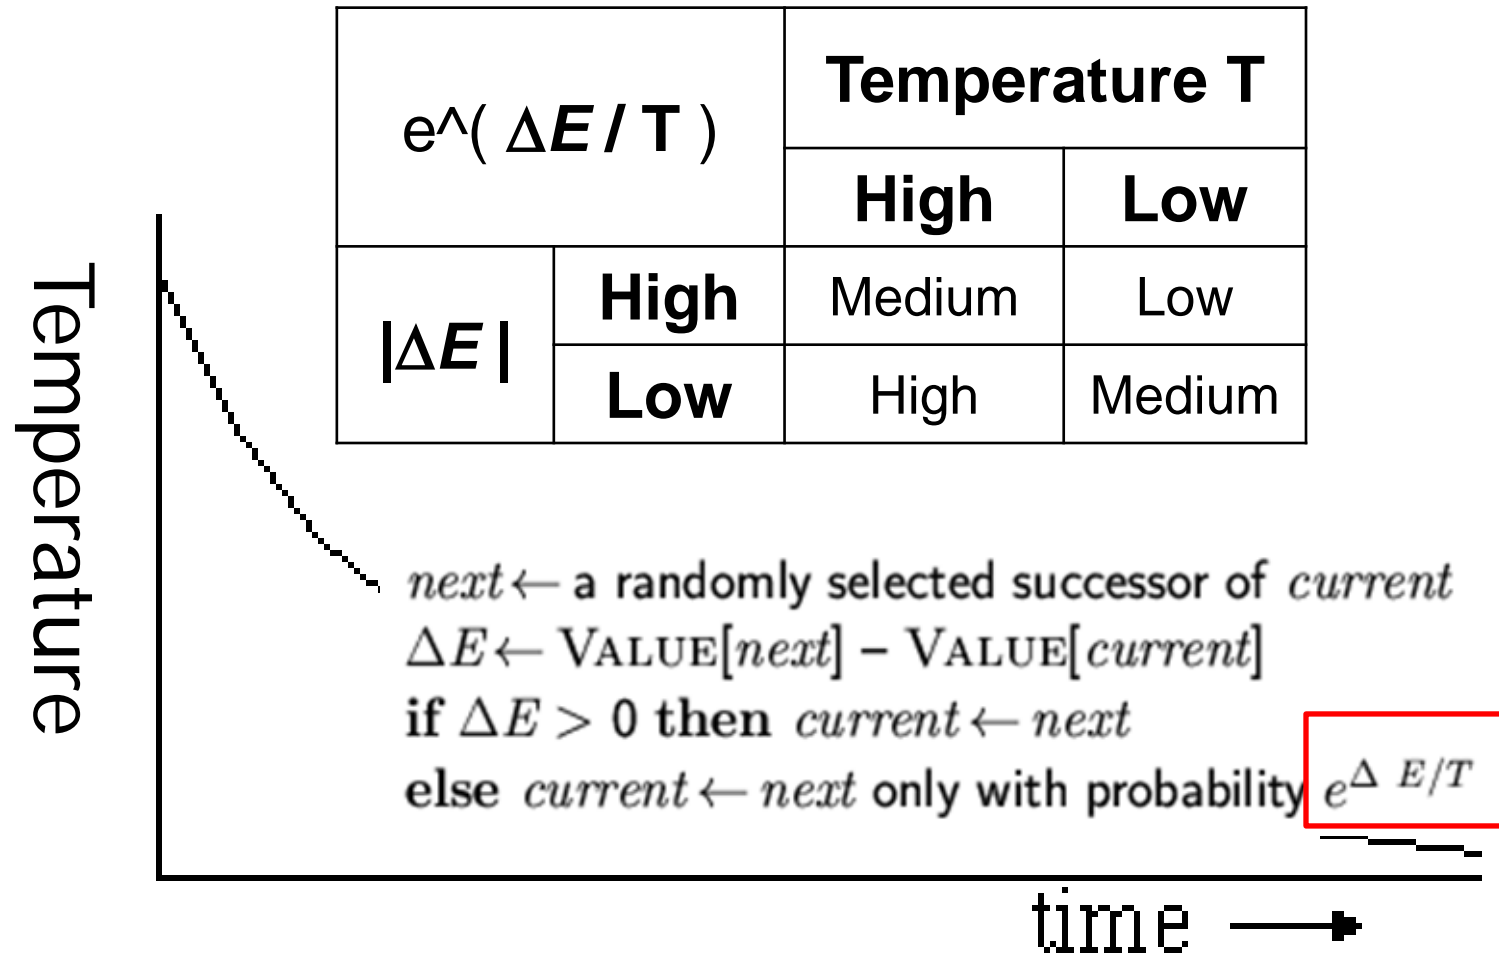 e^( ΔE / T )
Temperature T
High Low
|ΔE |
High Medium Low
Low High Medium
Temperature
next ← a randomly selected successor of current
ΔE ← VALUE[next] – VALUE[current]
if ΔE > 0 then current ← next
else current ← next only with probability e^Δ E/T
time